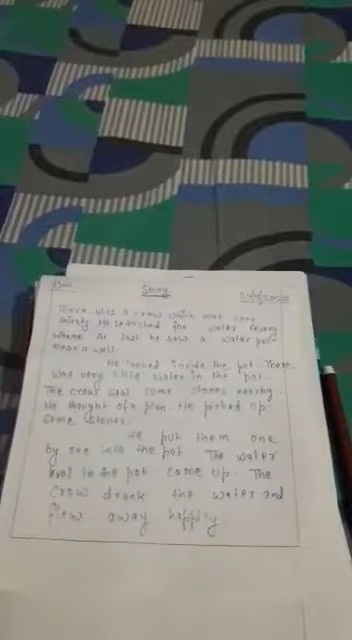 Story
There was a crow which was very
thirsty He searched for water every
where. At last he saw a water pot
near a well.
He looked inside the pot. There
was very little water in the pot
The crow saw some stones nearby.
He thought of a plan. He picked up
some stones.
He put them one
by one into the pot The water
level in the pot came up. The
crow drank the water and
flew away happily